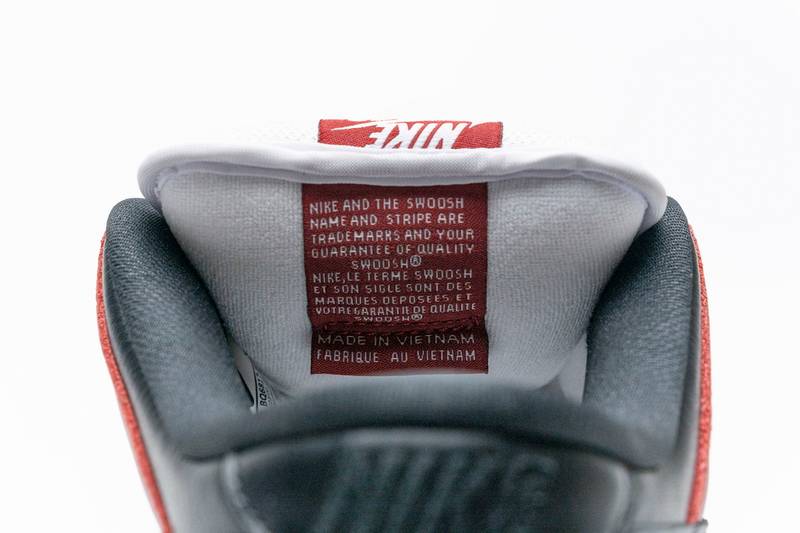 NIKE
NIKE AND THE SWOOSH
NAME AND STRIPE ARE
TRADEMARKS AND YOUR
GUARANTEE OF QUALITY
SWOOSH®
NIKE, LE TERME SWOOSH
ET SON SIGLE SONT DES
MARQUES DEPOSEES ET
VOTRE GARANTIE DE QUALITE
SWOOSH®
MADE IN VIETNAM
FABRIQUE AU VIETNAM
NIKE